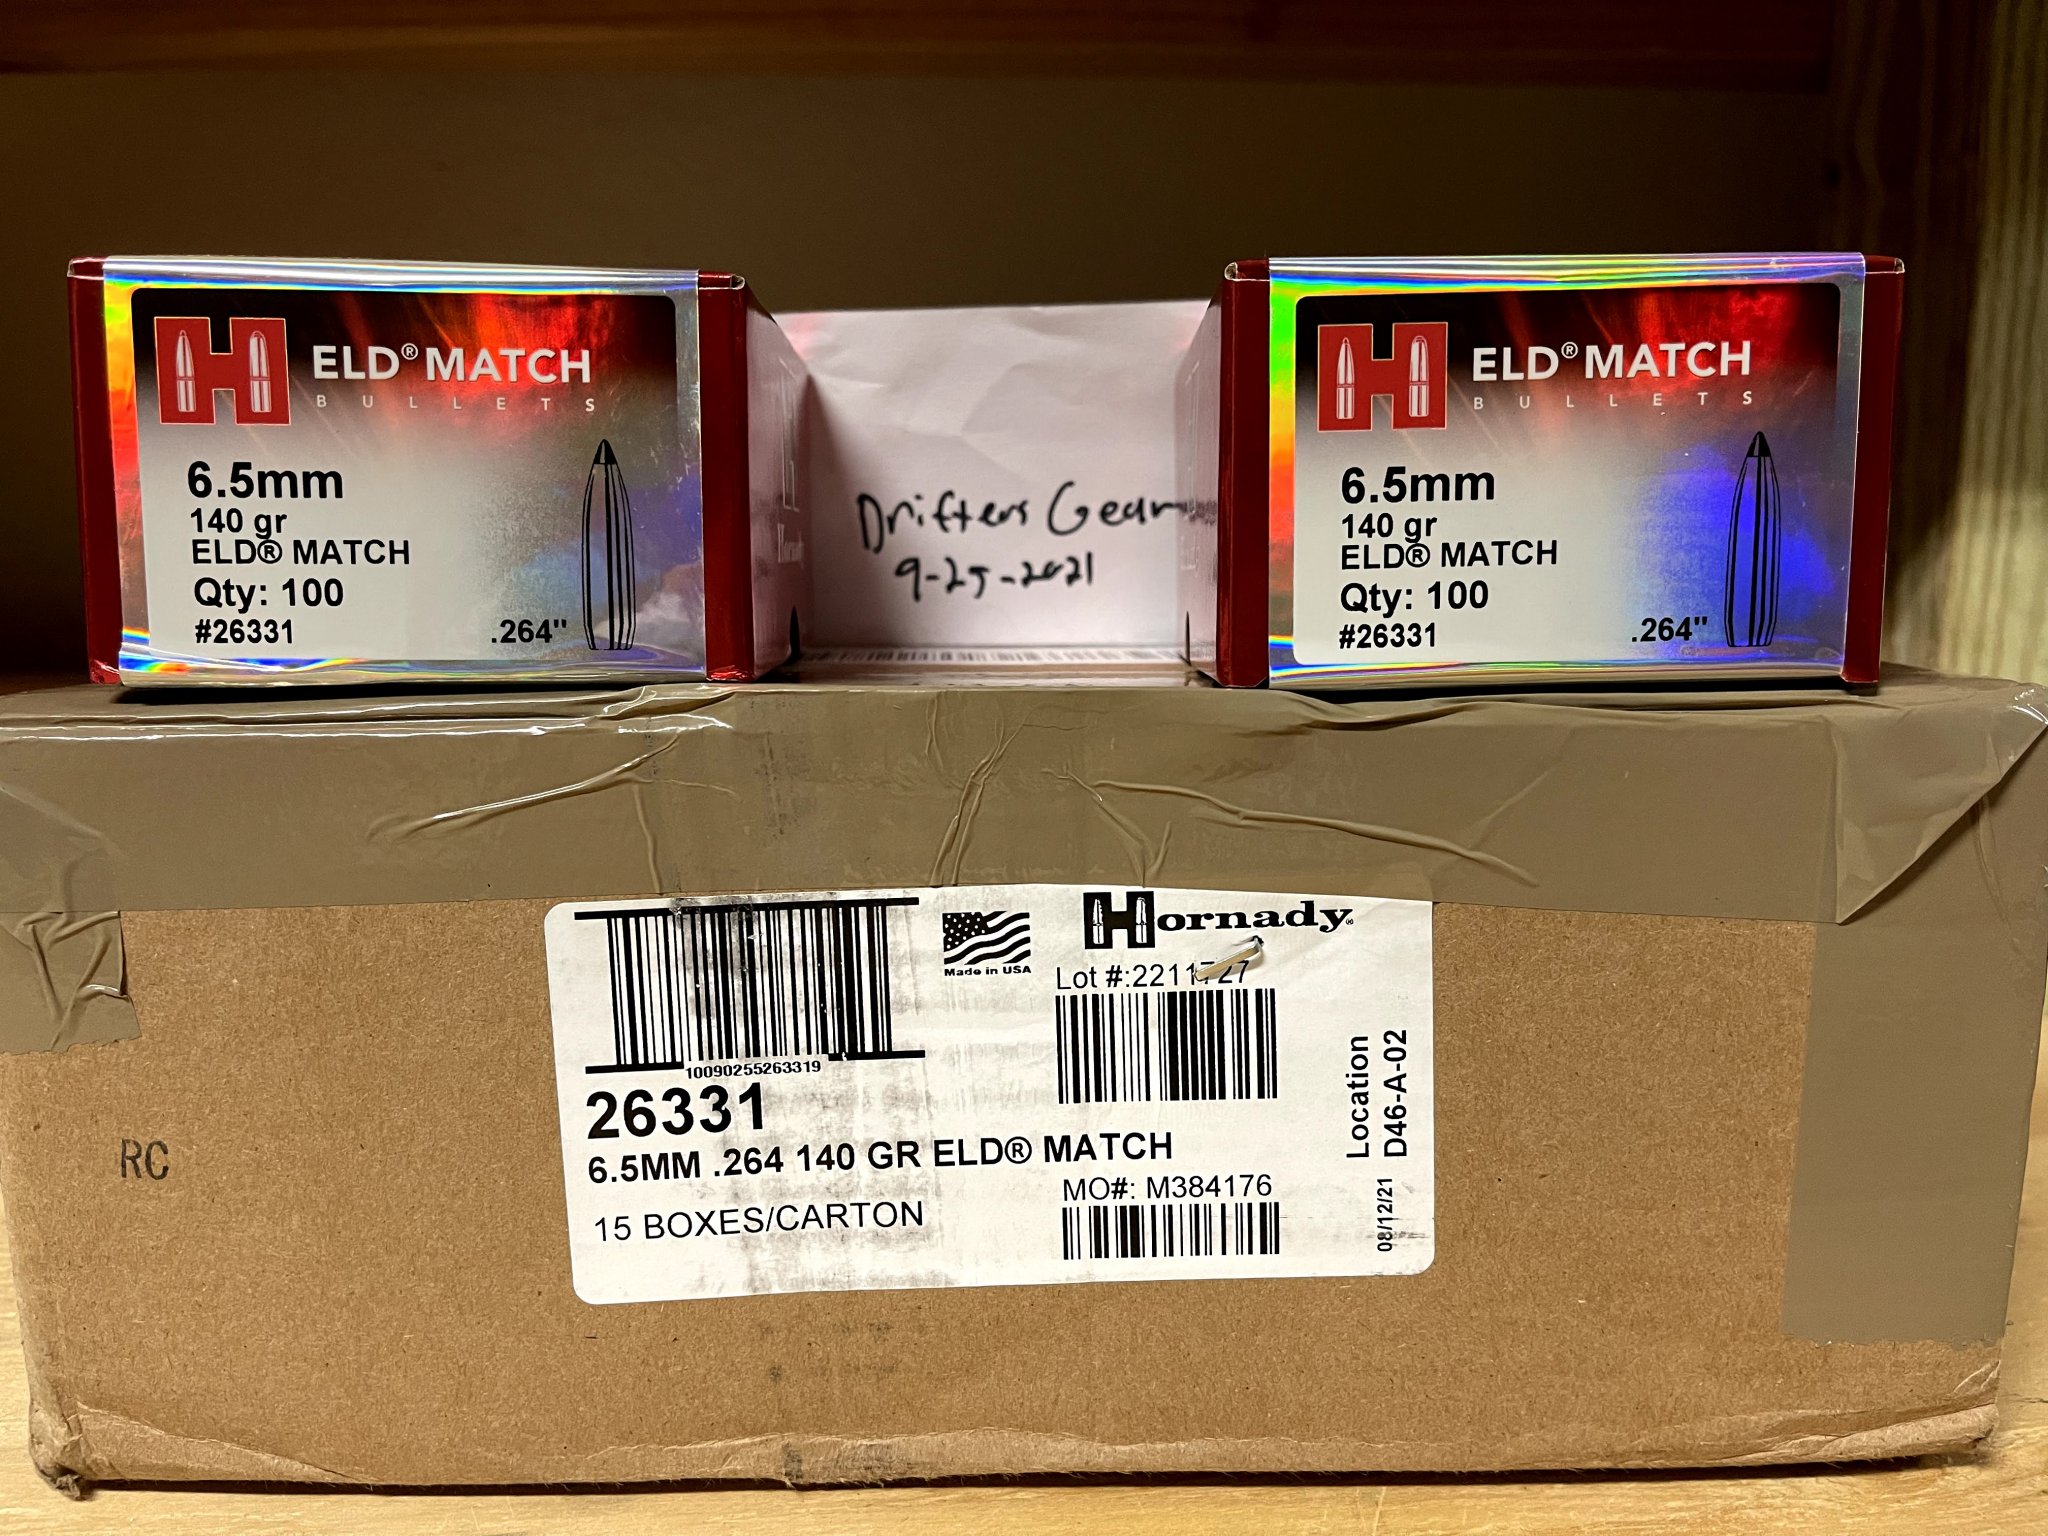 ELD® MATCH
BULLETS
6.5mm
140 gr
ELD® MATCH
Qty: 100
#26331
.264"
Drifters Gear
9-25-2021
ELD® MATCH
BULLETS
6.5mm
140 gr
ELD® MATCH
Qty: 100
#26331
.264"
10090255263319
26331
6.5MM .264 140 GR ELD® MATCH
15 BOXES/CARTON
Made in USA
Hornady®
Lot #:2211727
MO#: M384176
Location
D46-A-02
08/12/21
RC